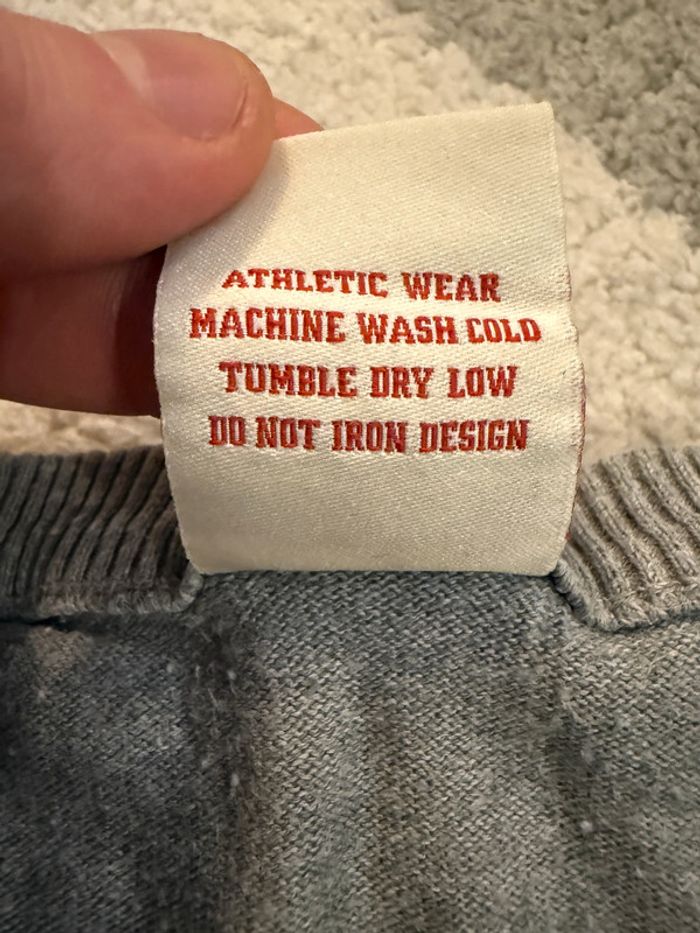 ATHLETIC WEAR
MACHINE WASH COLD
TUMBLE DRY LOW
DO NOT IRON DESIGN